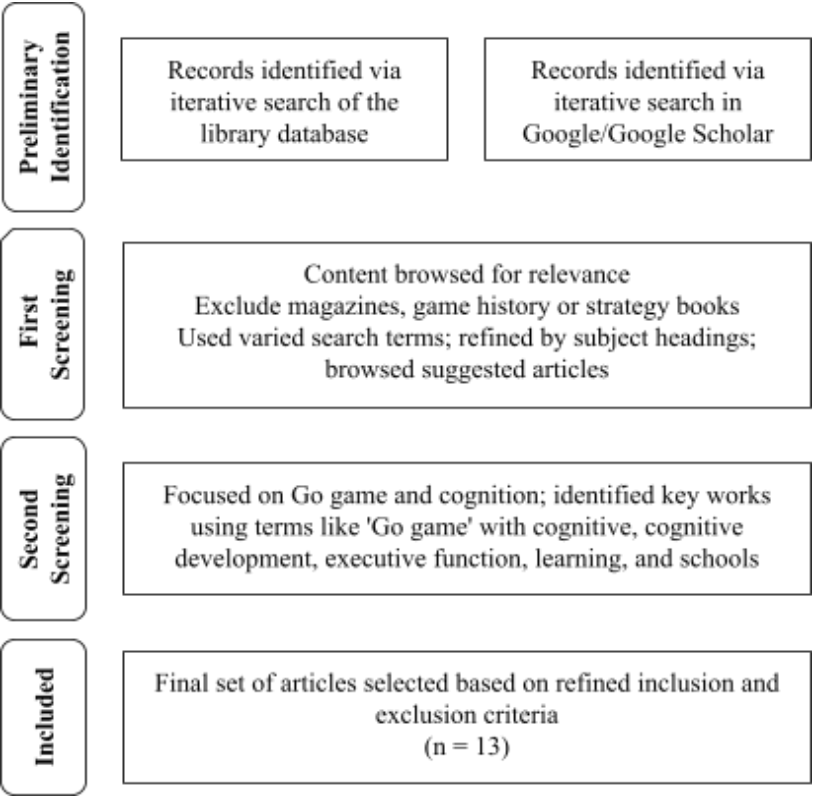 Preliminary
Identification
Records identified via
iterative search of the
library database
Records identified via
iterative search in
Google/Google Scholar
First
Screening
Content browsed for relevance
Exclude magazines, game history or strategy books
Used varied search terms; refined by subject headings;
browsed suggested articles
Second
Screening
Focused on Go game and cognition; identified key works
using terms like 'Go game' with cognitive, cognitive
development, executive function, learning, and schools
Included
Final set of articles selected based on refined inclusion and
exclusion criteria
(n = 13)